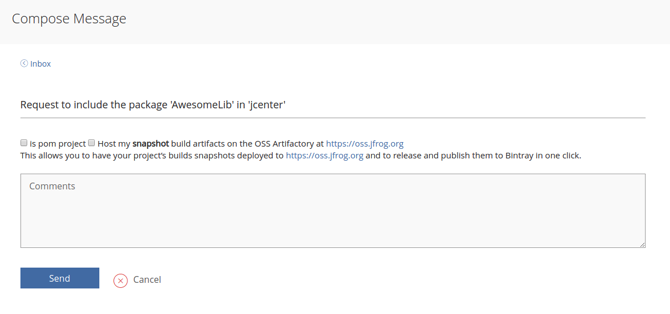 Compose Message
Inbox
Request to include the package 'AwesomeLib' in 'jcenter'
Is pom project Host my snapshot build artifacts on the OSS Artifactory at https://oss.jfrog.org
This allows you to have your project's builds snapshots deployed to https://oss.jfrog.org and to release and publish them to Bintray in one click.
Comments
Send Cancel